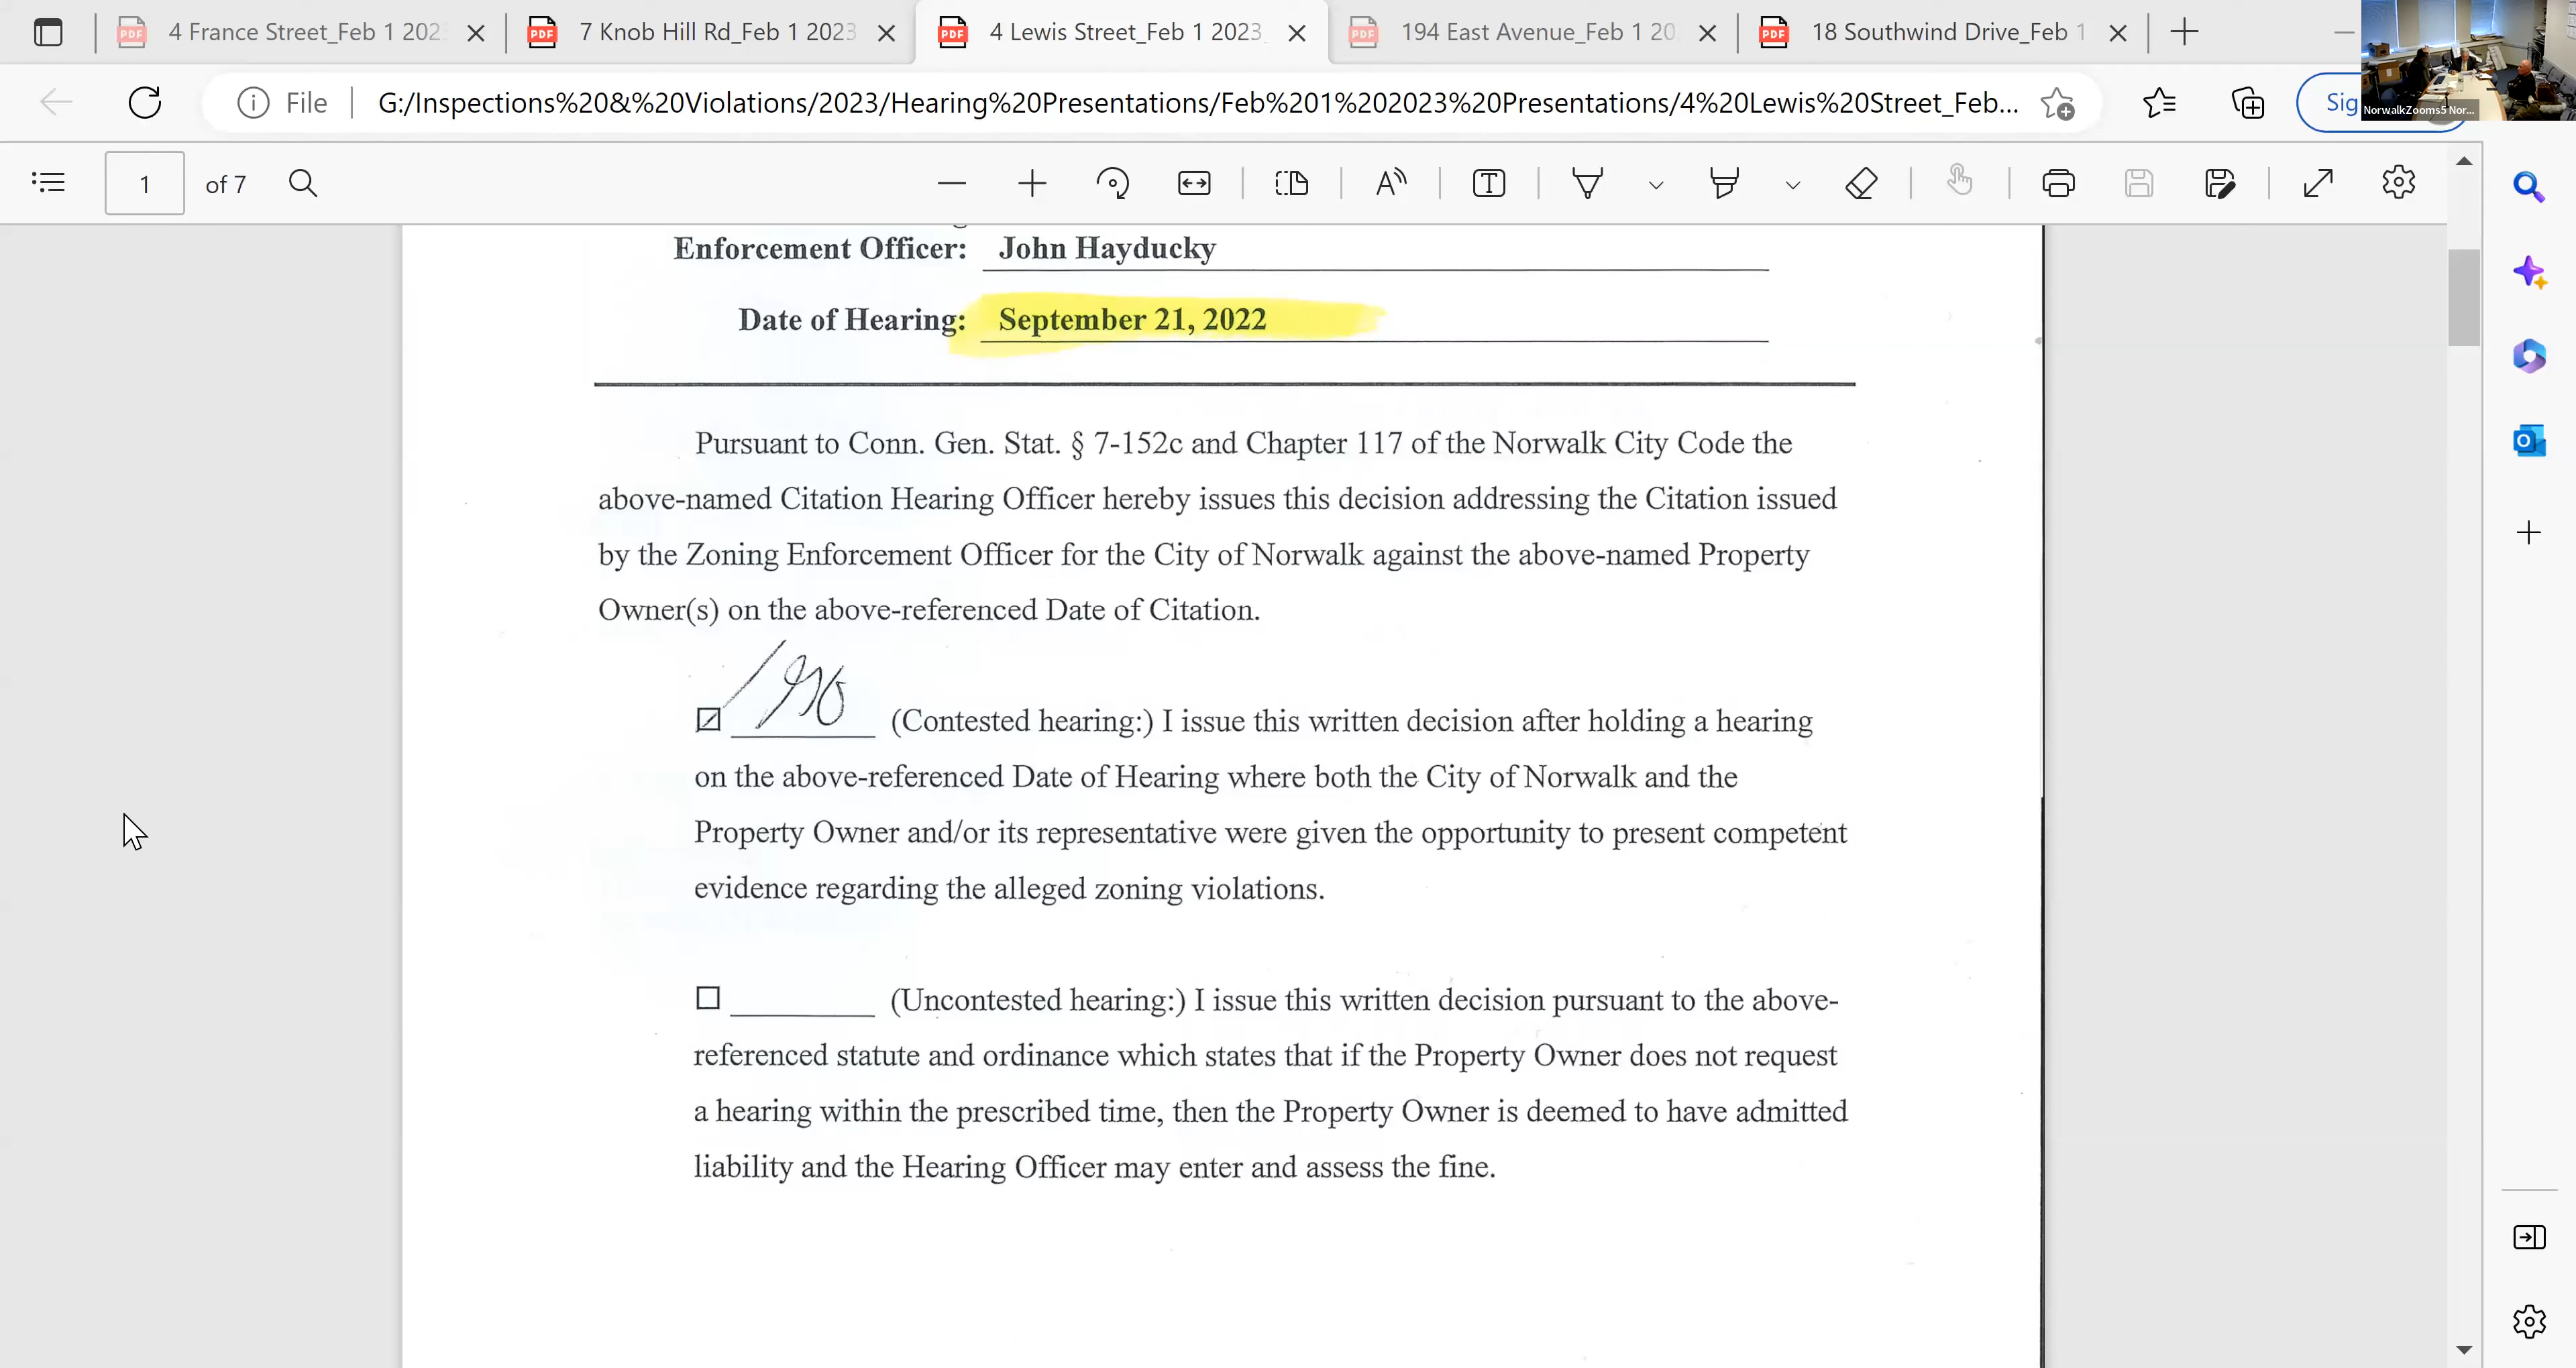 4 France Street_Feb 1 202
7 Knob Hill Rd_Feb 1 2023
4 Lewis Street_Feb 1 2023_
194 East Avenue_Feb 1 20
18 Southwind Drive_Feb 1
File
G:/Inspections%20&%20Violations/2023/Hearing%20Presentations/Feb%201%202023%20Presentations/4%20Lewis%20Street_Feb...
Sig
NorwalkZooms5 Nor...
1 of 7
Enforcement Officer: John Hayducky
Date of Hearing: September 21, 2022
Pursuant to Conn. Gen. Stat. § 7-152c and Chapter 117 of the Norwalk City Code the
above-named Citation Hearing Officer hereby issues this decision addressing the Citation issued
by the Zoning Enforcement Officer for the City of Norwalk against the above-named Property
Owner(s) on the above-referenced Date of Citation.
(Contested hearing:) I issue this written decision after holding a hearing
on the above-referenced Date of Hearing where both the City of Norwalk and the
Property Owner and/or its representative were given the opportunity to present competent
evidence regarding the alleged zoning violations.
(Uncontested hearing:) I issue this written decision pursuant to the above-
referenced statute and ordinance which states that if the Property Owner does not request
a hearing within the prescribed time, then the Property Owner is deemed to have admitted
liability and the Hearing Officer may enter and assess the fine.